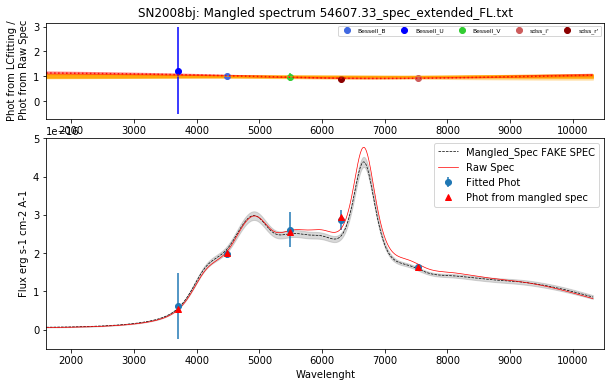 SN2008bj: Mangled spectrum 54607.33_spec_extended_FL.txt
Phot from LCfitting /
Phot from Raw Spec
3
2
1
0
Bessell_B
Bessell_U
Bessell_V
sdss_i'
sdss_r'
2000 3000 4000 5000 6000 7000 8000 9000 10000
1e−16
Flux erg s-1 cm-2 A-1
5
4
3
2
1
0
Mangled_Spec FAKE SPEC
Raw Spec
Fitted Phot
Phot from mangled spec
2000 3000 4000 5000 6000 7000 8000 9000 10000
Wavelenght